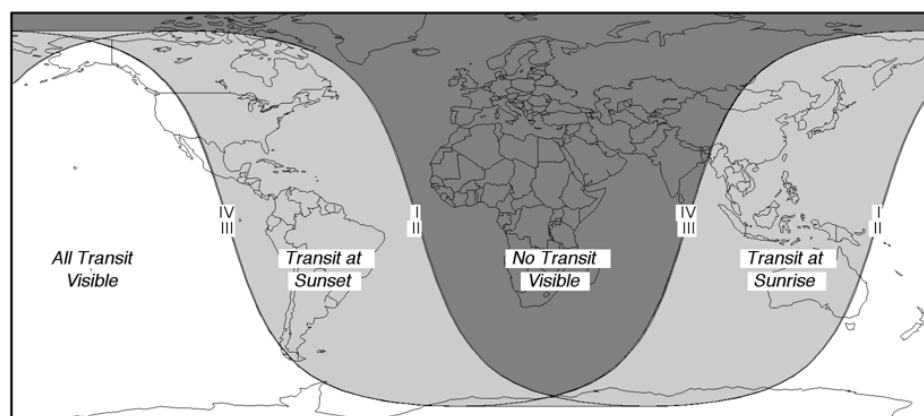 IV
III
I
II
IV
III
I
II
All Transit
Visible
Transit at
Sunset
No Transit
Visible
Transit at
Sunrise